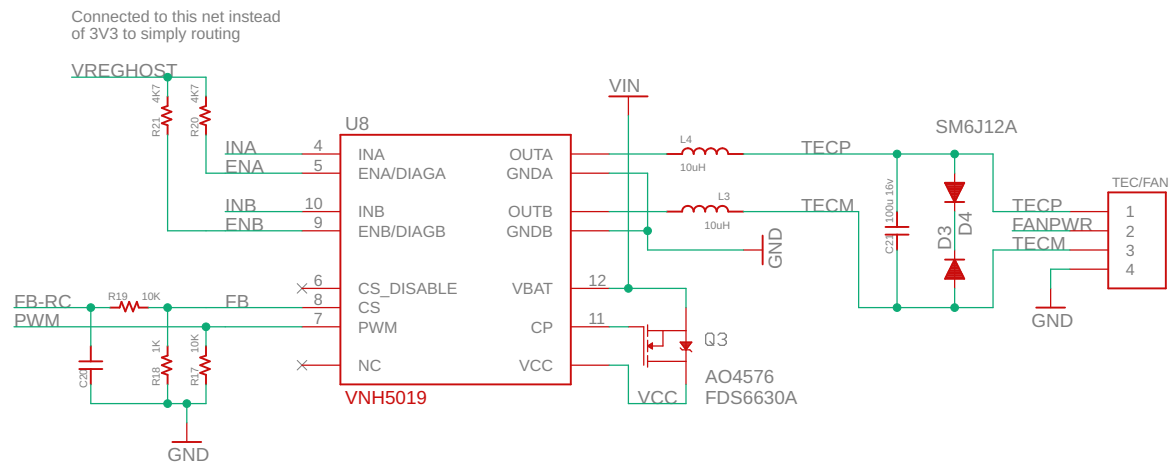 Connected to this net instead
of 3V3 to simply routing
VREGHOST
4K7
4K7
R21
R20
VIN
U8
SM6J12A
L4
10uH
L3
10uH
INA
4
INA
OUTA
TECP
ENA
5
ENA/DIAGA
GNDA
TEC/FAN
INB
10
INB
OUTB
TECM
ENB
9
ENB/DIAGB
GNDB
GND
100u 16v
D3
D4
TECP
1
FANPWR
2
TECM
3
4
GND
6
CS_DISABLE
VBAT
12
FB-RC
R19
10K
FB
8
CS
PWM
7
PWM
CP
11
Q3
NC
VCC
VCC
AO4576
FDS6630A
1K
R18
10K
R17
VNH5019
GND